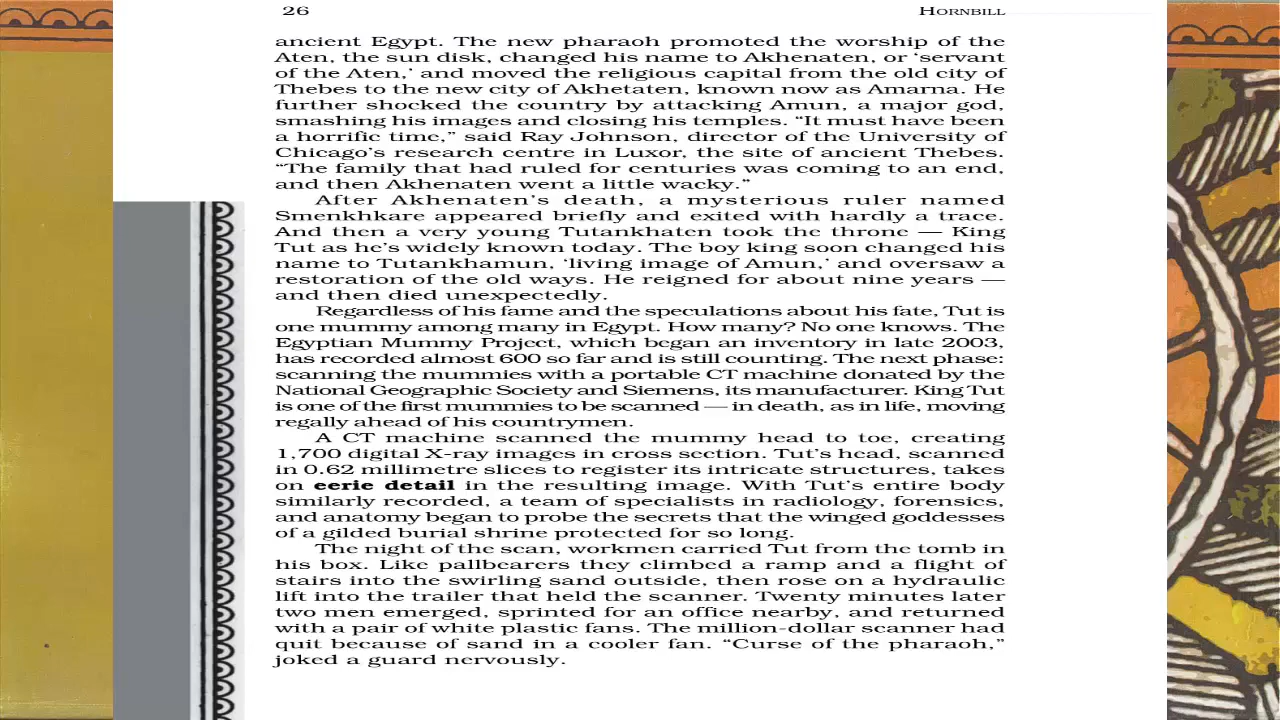 26
HORNBILL
ancient Egypt. The new pharaoh promoted the worship of the
Aten, the sun disk, changed his name to Akhenaten, or ‘servant
of the Aten,’ and moved the religious capital from the old city of
Thebes to the new city of Akhetaten, known now as Amarna. He
further shocked the country by attacking Amun, a major god,
smashing his images and closing his temples. “It must have been
a horrific time,” said Ray Johnson, director of the University of
Chicago’s research centre in Luxor, the site of ancient Thebes.
“The family that had ruled for centuries was coming to an end,
and then Akhenaten went a little wacky.”
After Akhenaten’s death, a mysterious ruler named
Smenkhkare appeared briefly and exited with hardly a trace.
And then a very young Tutankhaten took the throne — King
Tut as he’s widely known today. The boy king soon changed his
name to Tutankhamun, ‘living image of Amun,’ and oversaw a
restoration of the old ways. He reigned for about nine years —
and then died unexpectedly.
Regardless of his fame and the speculations about his fate, Tut is
one mummy among many in Egypt. How many? No one knows. The
Egyptian Mummy Project, which began an inventory in late 2003,
has recorded almost 600 so far and is still counting. The next phase:
scanning the mummies with a portable CT machine donated by the
National Geographic Society and Siemens, its manufacturer. King Tut
is one of the first mummies to be scanned — in death, as in life, moving
regally ahead of his countrymen.
A CT machine scanned the mummy head to toe, creating
1,700 digital X-ray images in cross section. Tut’s head, scanned
in 0.62 millimetre slices to register its intricate structures, takes
on eerie detail in the resulting image. With Tut’s entire body
similarly recorded, a team of specialists in radiology, forensics,
and anatomy began to probe the secrets that the winged goddesses
of a gilded burial shrine protected for so long.
The night of the scan, workmen carried Tut from the tomb in
his box. Like pallbearers they climbed a ramp and a flight of
stairs into the swirling sand outside, then rose on a hydraulic
lift into the trailer that held the scanner. Twenty minutes later
two men emerged, sprinted for an office nearby, and returned
with a pair of white plastic fans. The million-dollar scanner had
quit because of sand in a cooler fan. “Curse of the pharaoh,”
joked a guard nervously.